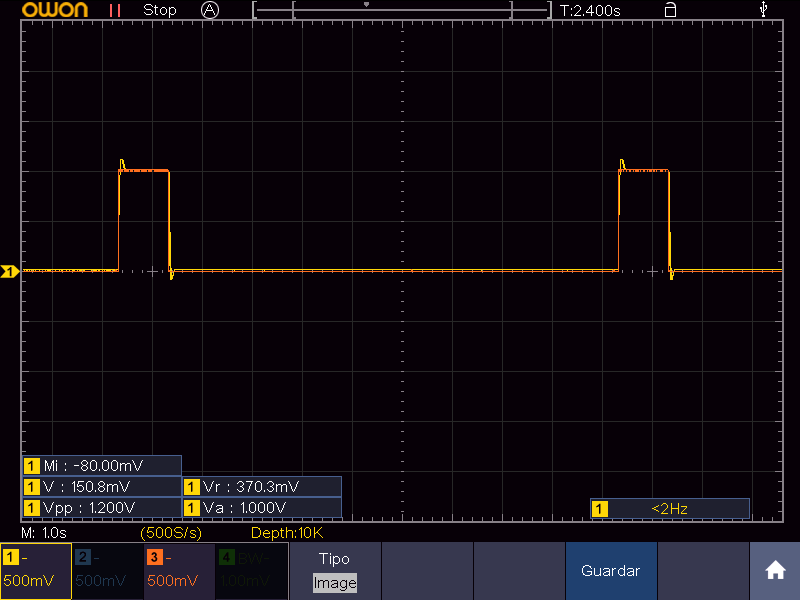 OWON Stop A T:2.400s
1
1 Mi : -80.00mV
1 V : 150.8mV 1 Vr : 370.3mV
1 Vpp : 1.200V 1 Va : 1.000V
1 <2Hz
M: 1.0s (500S/s) Depth:10K
1 - 2 - 3 - 4 BW-
500mV 500mV 500mV 1.00mV
Tipo
Image
Guardar